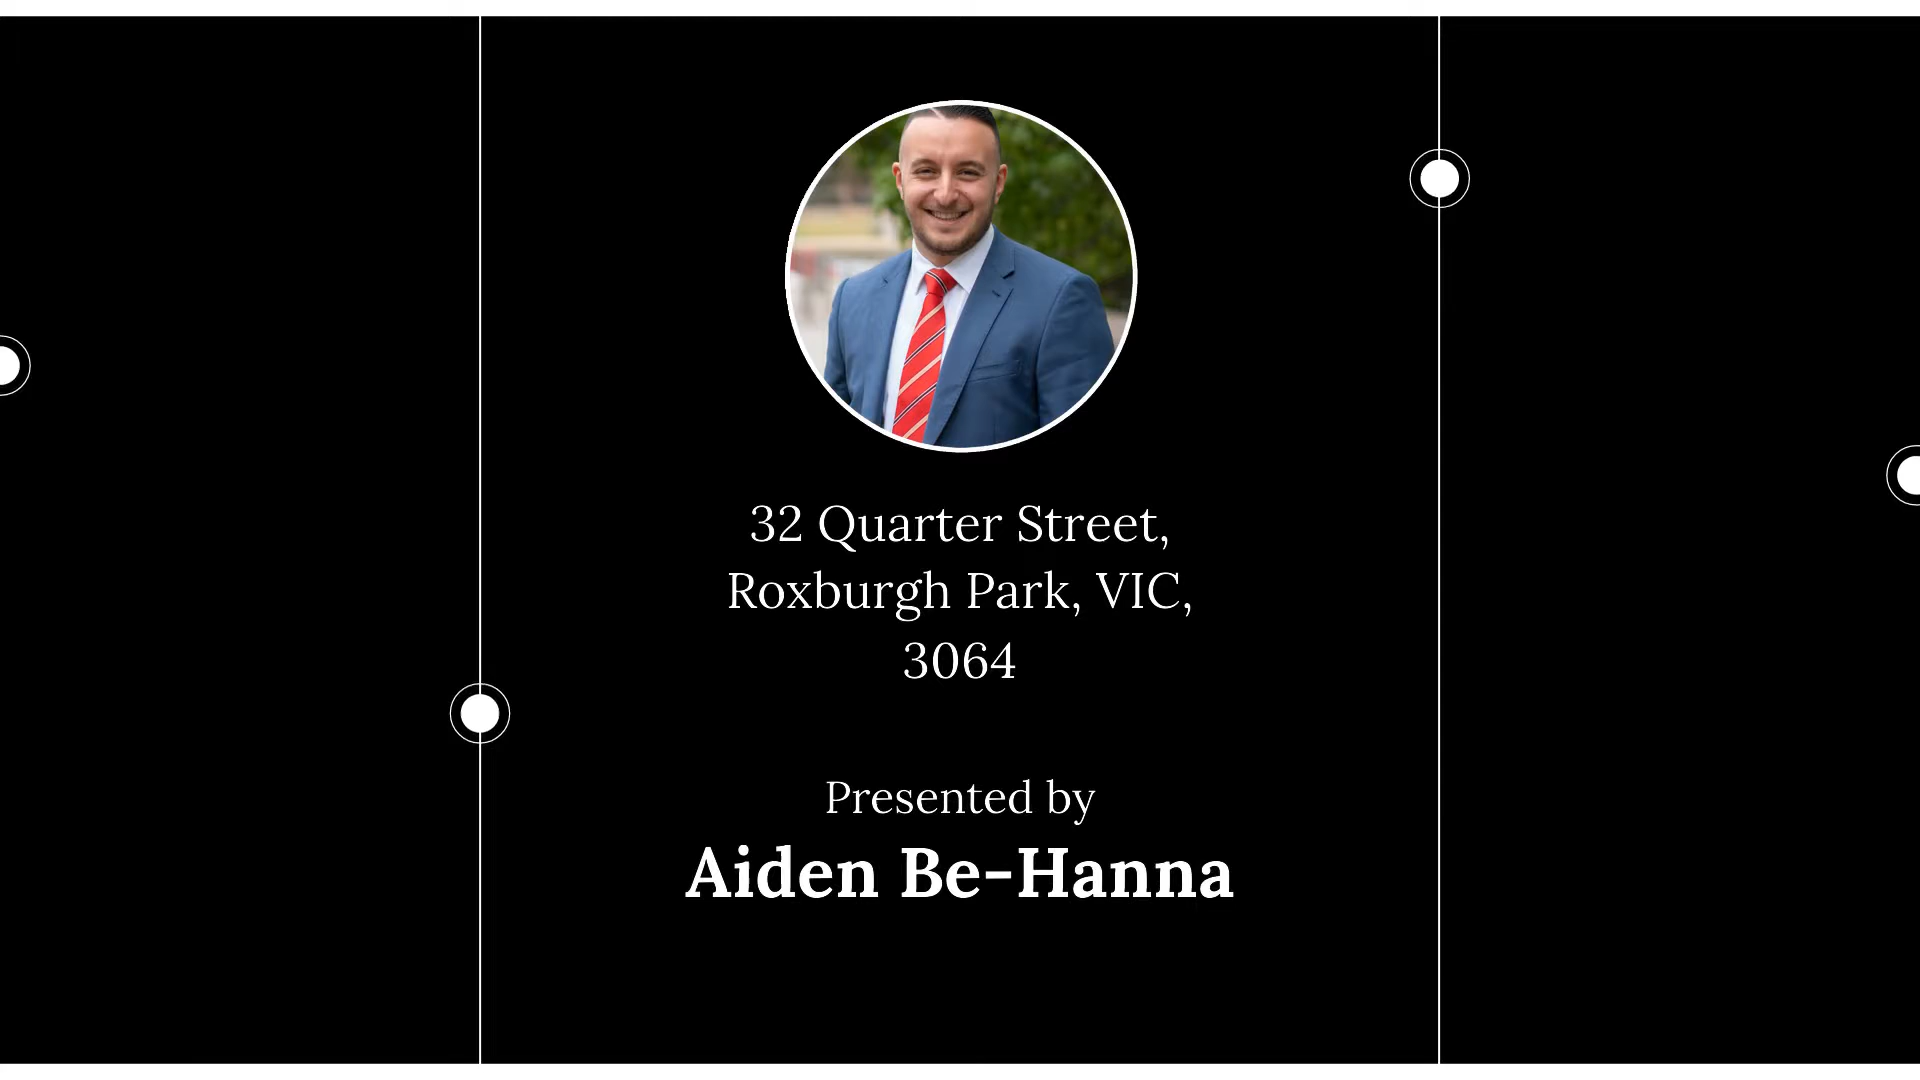 32 Quarter Street,
Roxburgh Park, VIC,
3064
Presented by
Aiden Be-Hanna